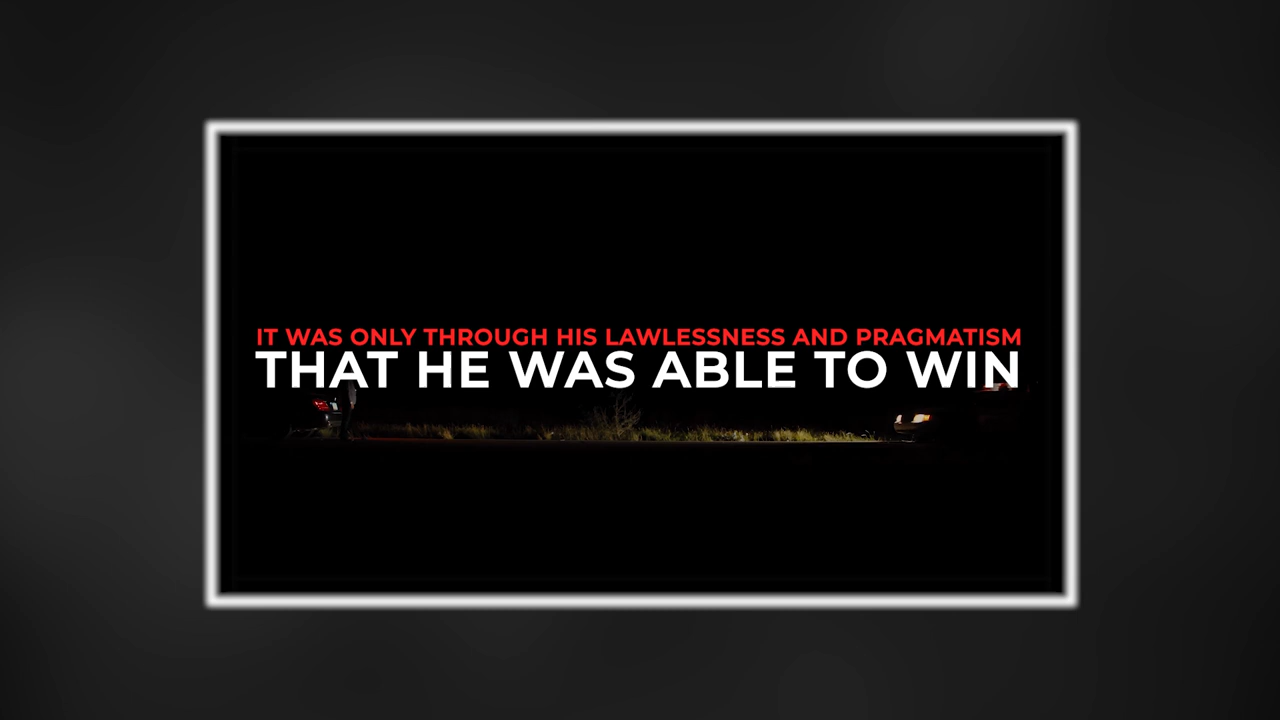 IT WAS ONLY THROUGH HIS LAWLESSNESS AND PRAGMATISM
THAT HE WAS ABLE TO WIN